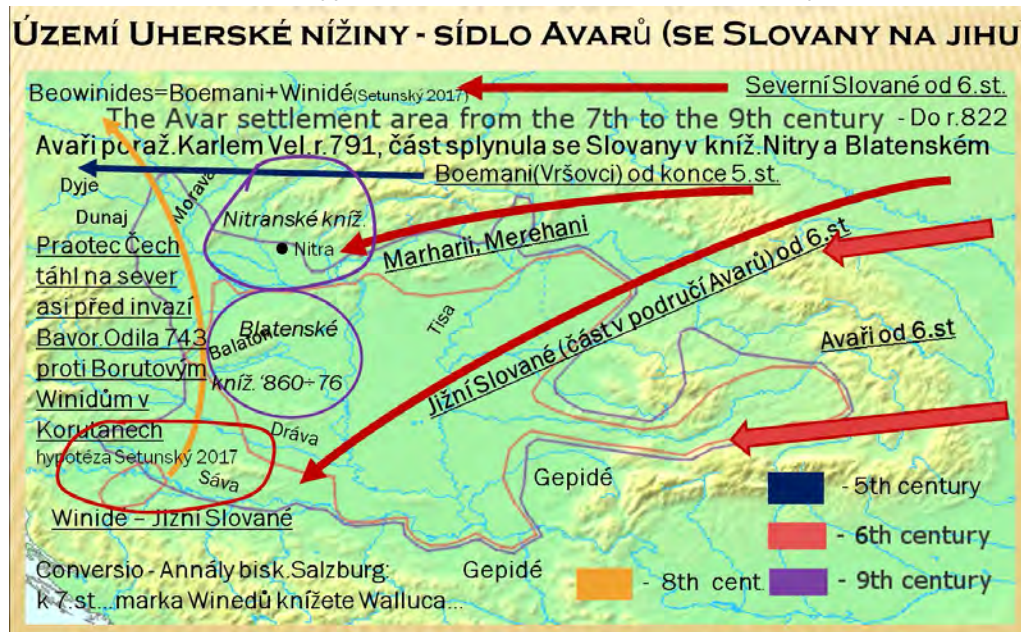 ÚZEMÍ UHERSKÉ NÍŽINY - SÍDLO AVARŮ (SE SLOVANY NA JIHU
Beowinides=Boemani+Winidé(Setunský 2017)
Severní Slované od 6.st.
The Avar settlement area from the 7th to the 9th century - Do r.822
Avaři poraž.Karlem Vel.r.791, část splynula se Slovany v kníž.Nitry a Blatenském
Boemani(Vršovci) od konce 5.st.
Dyje
Morava
Dunaj
Nitranské kníž.
Nitra
Marharii, Merehani
Praotec Čech
táhl na sever
asi před invazí
Bavor.Odila 743
proti Borutovým
Winidům v
Korutanech
hypotéza Setunský 2017
Blatenské
Balaton
kníž. ‘860÷76
Tisa
Jižní Slované (část v područí Avarů) od 6.st
Avaři od 6.st
Dráva
Sáva
Winidé – Jižní Slované
Gepidé
Gepidé
Conversio - Annály bisk.Salzburg:
k 7.st....marka Winedů knížete Walluca...
- 5th century
- 6th century
- 8th cent.
- 9th century